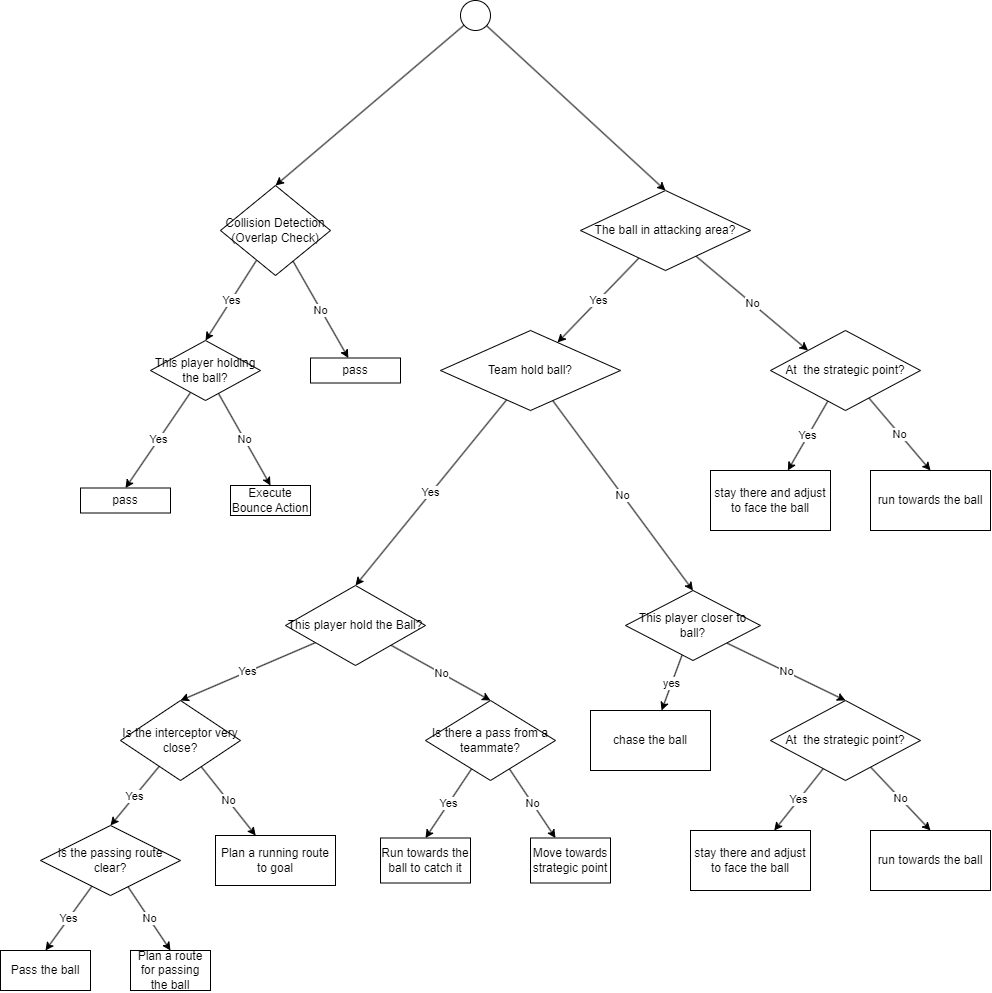 Collision Detection
(Overlap Check)
The ball in attacking area?
Yes
No
Yes
No
This player holding
the ball?
pass
Team hold ball?
At  the strategic point?
Yes
No
Yes
No
pass
Execute
Bounce Action
stay there and adjust
to face the ball
run towards the ball
Yes
No
This player hold the Ball?
This player closer to
ball?
Yes
No
yes
No
Is the interceptor very
close?
Is there a pass from a
teammate?
chase the ball
At  the strategic point?
Yes
No
Yes
No
Yes
No
Is the passing route
clear?
Plan a running route
to goal
Run towards the
ball to catch it
Move towards
strategic point
stay there and adjust
to face the ball
run towards the ball
Yes
No
Pass the ball
Plan a route
for passing
the ball